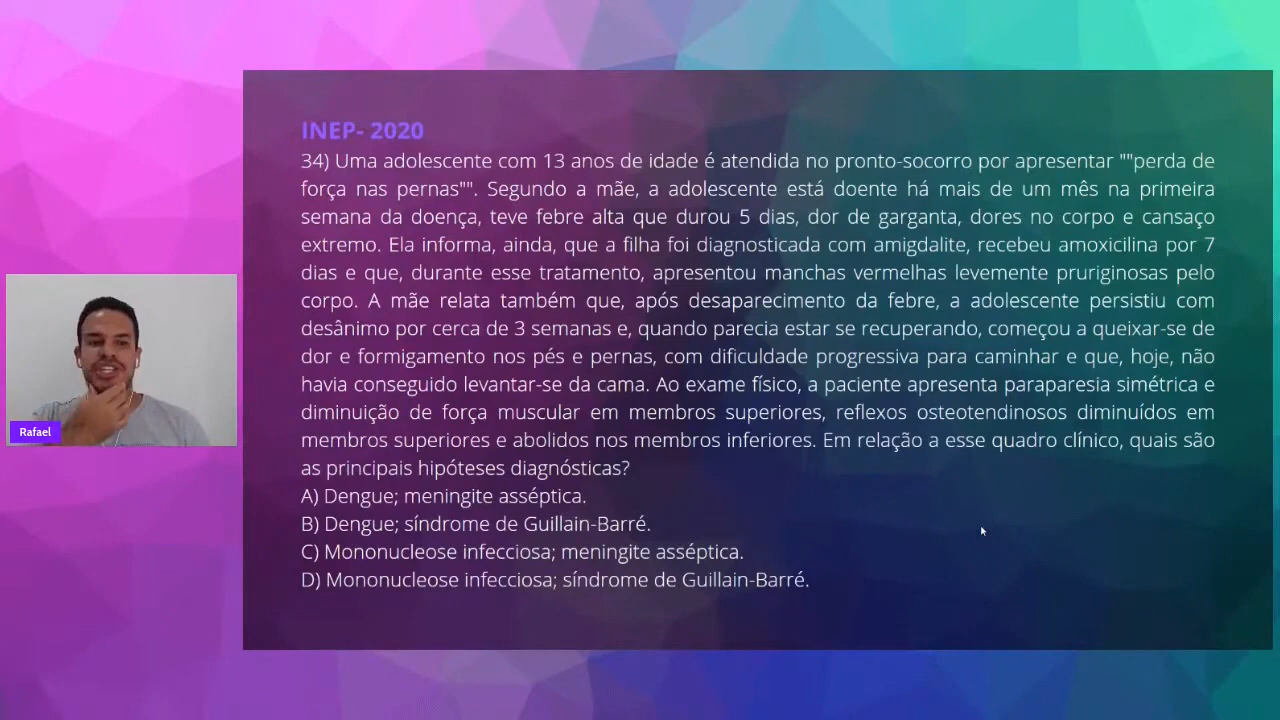 INEP- 2020
34) Uma adolescente com 13 anos de idade é atendida no pronto-socorro por apresentar ""perda de
força nas pernas"". Segundo a mãe, a adolescente está doente há mais de um mês na primeira
semana da doença, teve febre alta que durou 5 dias, dor de garganta, dores no corpo e cansaço
extremo. Ela informa, ainda, que a filha foi diagnosticada com amigdalite, recebeu amoxicilina por 7
dias e que, durante esse tratamento, apresentou manchas vermelhas levemente pruriginosas pelo
corpo. A mãe relata também que, após desaparecimento da febre, a adolescente persistiu com
desânimo por cerca de 3 semanas e, quando parecia estar se recuperando, começou a queixar-se de
dor e formigamento nos pés e pernas, com dificuldade progressiva para caminhar e que, hoje, não
havia conseguido levantar-se da cama. Ao exame físico, a paciente apresenta paraparesia simétrica e
diminuição de força muscular em membros superiores, reflexos osteotendinosos diminuídos em
membros superiores e abolidos nos membros inferiores. Em relação a esse quadro clínico, quais são
as principais hipóteses diagnósticas?
A) Dengue; meningite asséptica.
B) Dengue; síndrome de Guillain-Barré.
C) Mononucleose infecciosa; meningite asséptica.
D) Mononucleose infecciosa; síndrome de Guillain-Barré.
Rafael